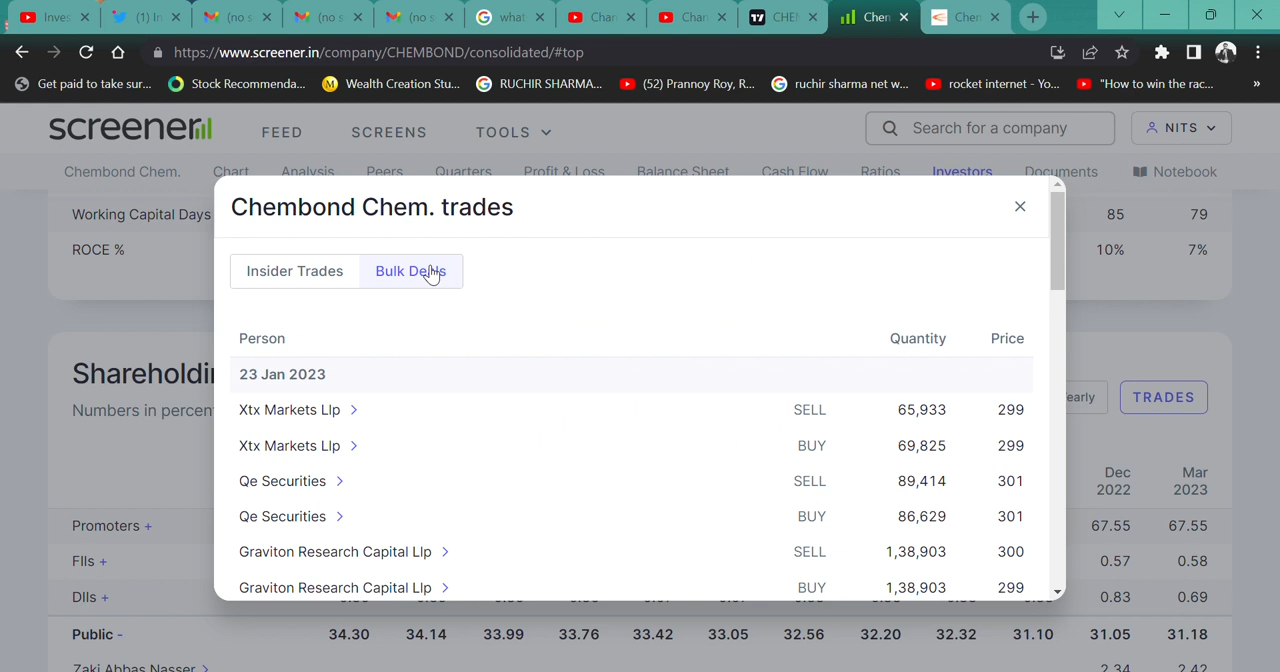 Inves
(1) In
(no s
(no s
(no s
what
Chan
Chan
CHEM
Chem
Chem
https://www.screener.in/company/CHEMBOND/consolidated/#top
Get paid to take sur...
Stock Recommenda...
Wealth Creation Stu...
RUCHIR SHARMA...
(52) Prannoy Roy, R...
ruchir sharma net w...
rocket internet - Yo...
"How to win the rac...
»
screener
FEED
SCREENS
TOOLS
Search for a company
NITS
Chembond Chem.
Chart
Analysis
Peers
Quarters
Profit & Loss
Balance Sheet
Cash Flow
Ratios
Investors
Documents
Notebook
Working Capital Days
85 79
ROCE %
10% 7%
Chembond Chem. trades
Insider Trades
Bulk Deals
Person Quantity Price
23 Jan 2023
Xtx Markets Llp SELL 65,933 299
Xtx Markets Llp BUY 69,825 299
Qe Securities SELL 89,414 301
Qe Securities BUY 86,629 301
Graviton Research Capital Llp SELL 1,38,903 300
Graviton Research Capital Llp BUY 1,38,903 299
Shareholdi
Numbers in percen
early
TRADES
Dec 2022
Mar 2023
Promoters + 67.55 67.55
FIIs + 0.57 0.58
DIIs + 0.83 0.69
Public - 34.30 34.14 33.99 33.76 33.42 33.05 32.56 32.20 32.32 31.10 31.05 31.18
Zaki Abbas Nasser 2.34 2.42